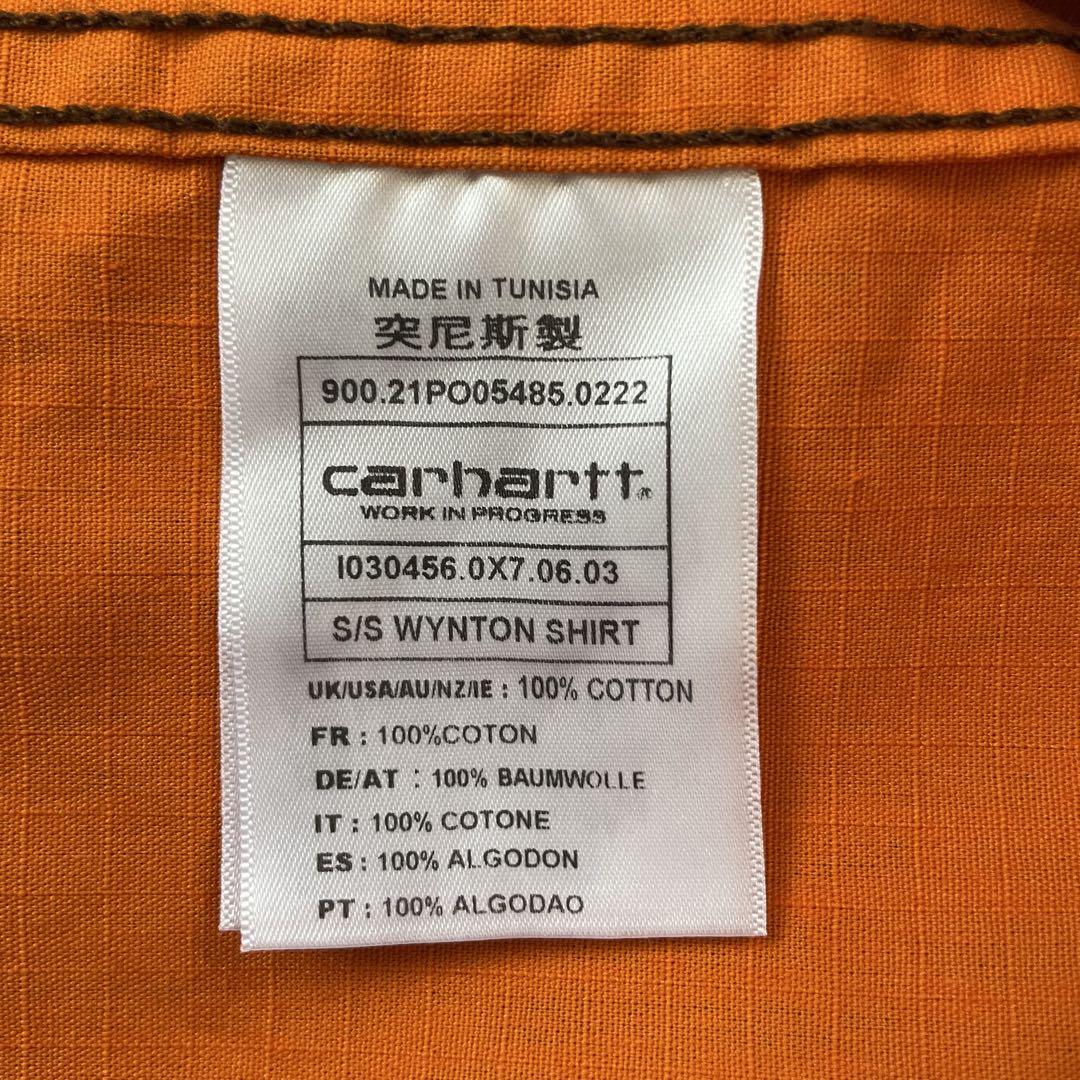 MADE IN TUNISIA
突尼斯製
900.21PO05485.0222
carhartt®
WORK IN PROGRESS
I030456.0X7.06.03
S/S WYNTON SHIRT
UK/USA/AU/NZ/IE : 100% COTTON
FR : 100%COTON
DE/AT : 100% BAUMWOLLE
IT : 100% COTONE
ES : 100% ALGODON
PT : 100% ALGODAO